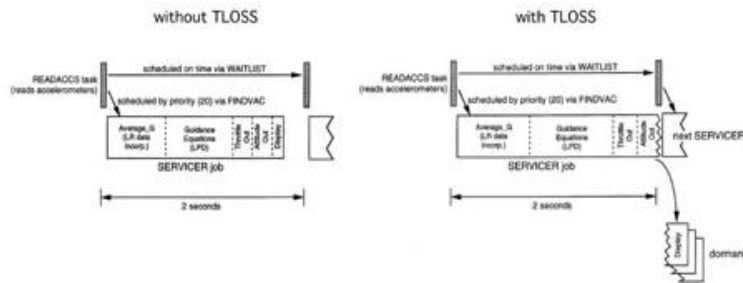 without TLOSS
READACCS task
(reads accelerometers)
scheduled on time via WAITLIST
scheduled by priority (20) via FINDVAC
Average_G
(LR data
Incorp.)
Guidance
Equations
(LPD)
Throttle
Out
Attitude
Out
Display
SERVICER job
2 seconds
with TLOSS
READACCS task
(reads accelerometers)
scheduled on time via WAITLIST
scheduled by priority (20) via FINDVAC
Average_G
(LR data
Incorp.)
Guidance
Equations
(LPD)
Throttle
Out
Attitude
Out
next SERVICER
SERVICER job
2 seconds
Display
dorman